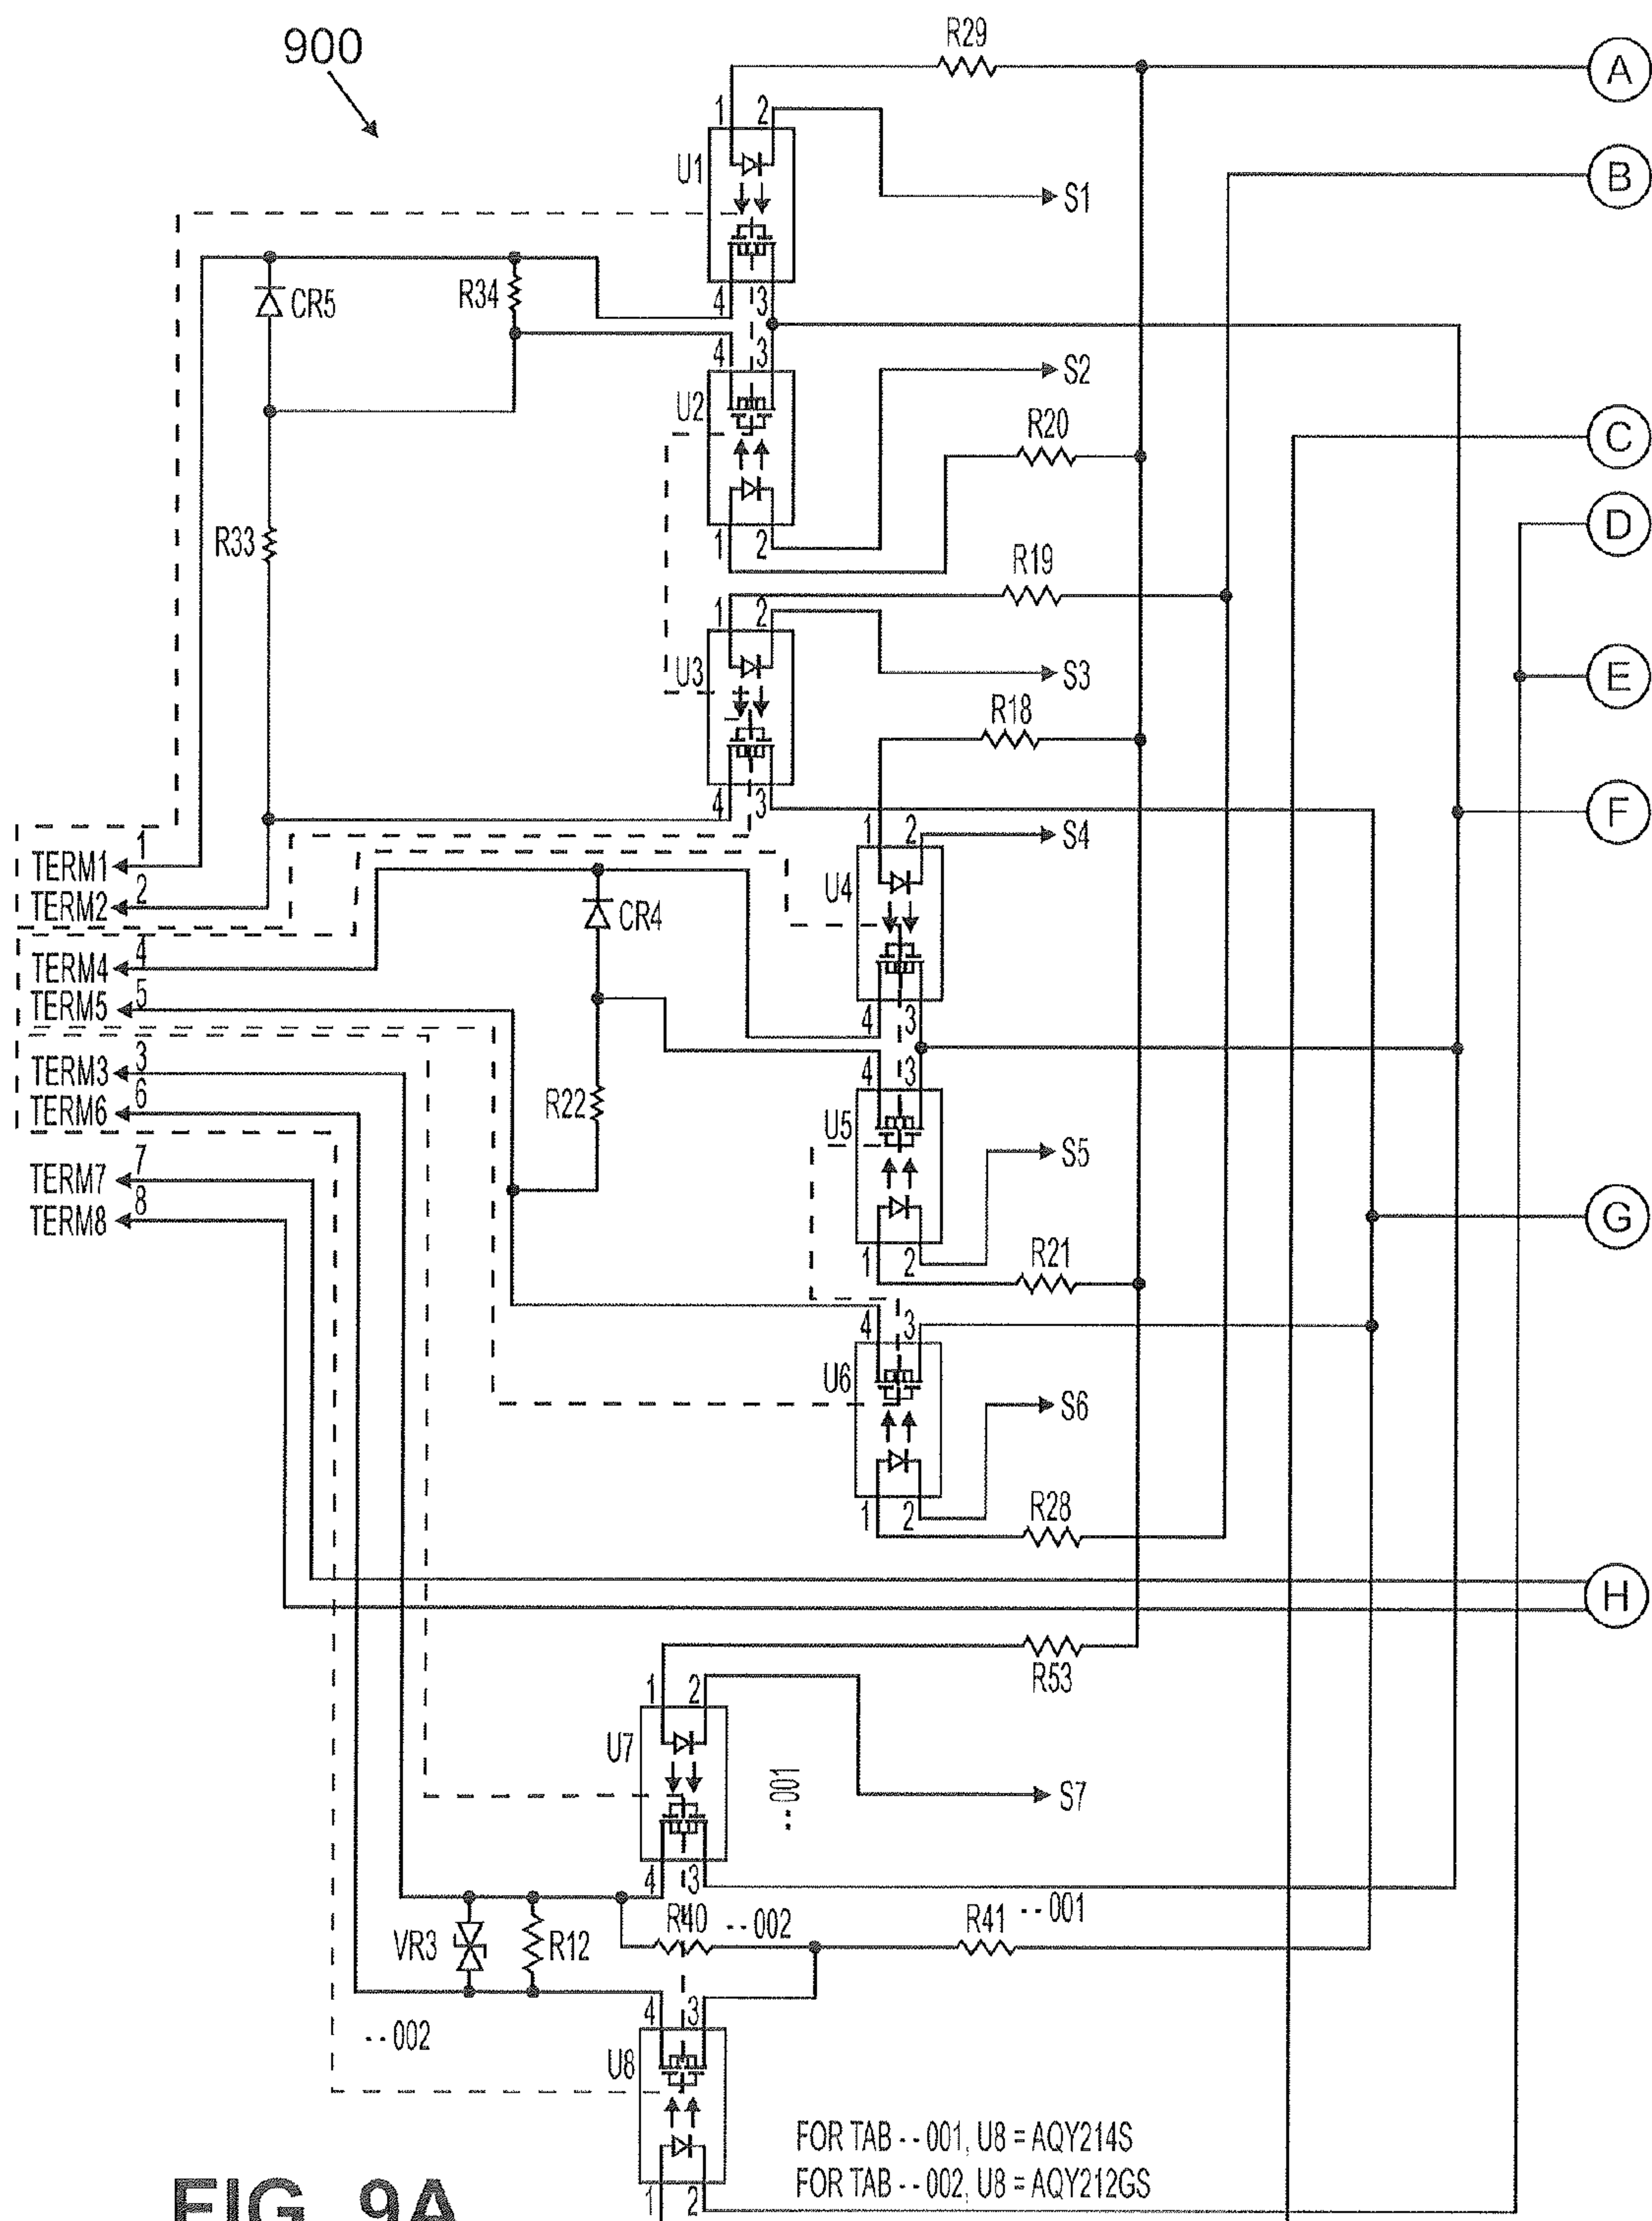 900
R29
A
1 2
B
U1
S1
CR5
R34
4 3
4 3
S2
U2
R20
C
D
R33
1 2
R19
1 2
U3
S3
E
R18
4 3
F
1
TERM1
2
TERM2
1 2
S4
U4
CR4
4
TERM4
5
TERM5
4 3
3
TERM3
6
TERM6
4 3
R22
U5
7
TERM7
8
TERM8
S5
G
1 2
R21
4 3
U6
S6
1 2
R28
H
R53
1 2
U7
--001
S7
4 3
R40 --002
R41 --001
VR3
R12
4 3
--002
U8
FOR TAB --001, U8 = AQY214S
FOR TAB --002, U8 = AQY212GS
1 2
FIG. 9A